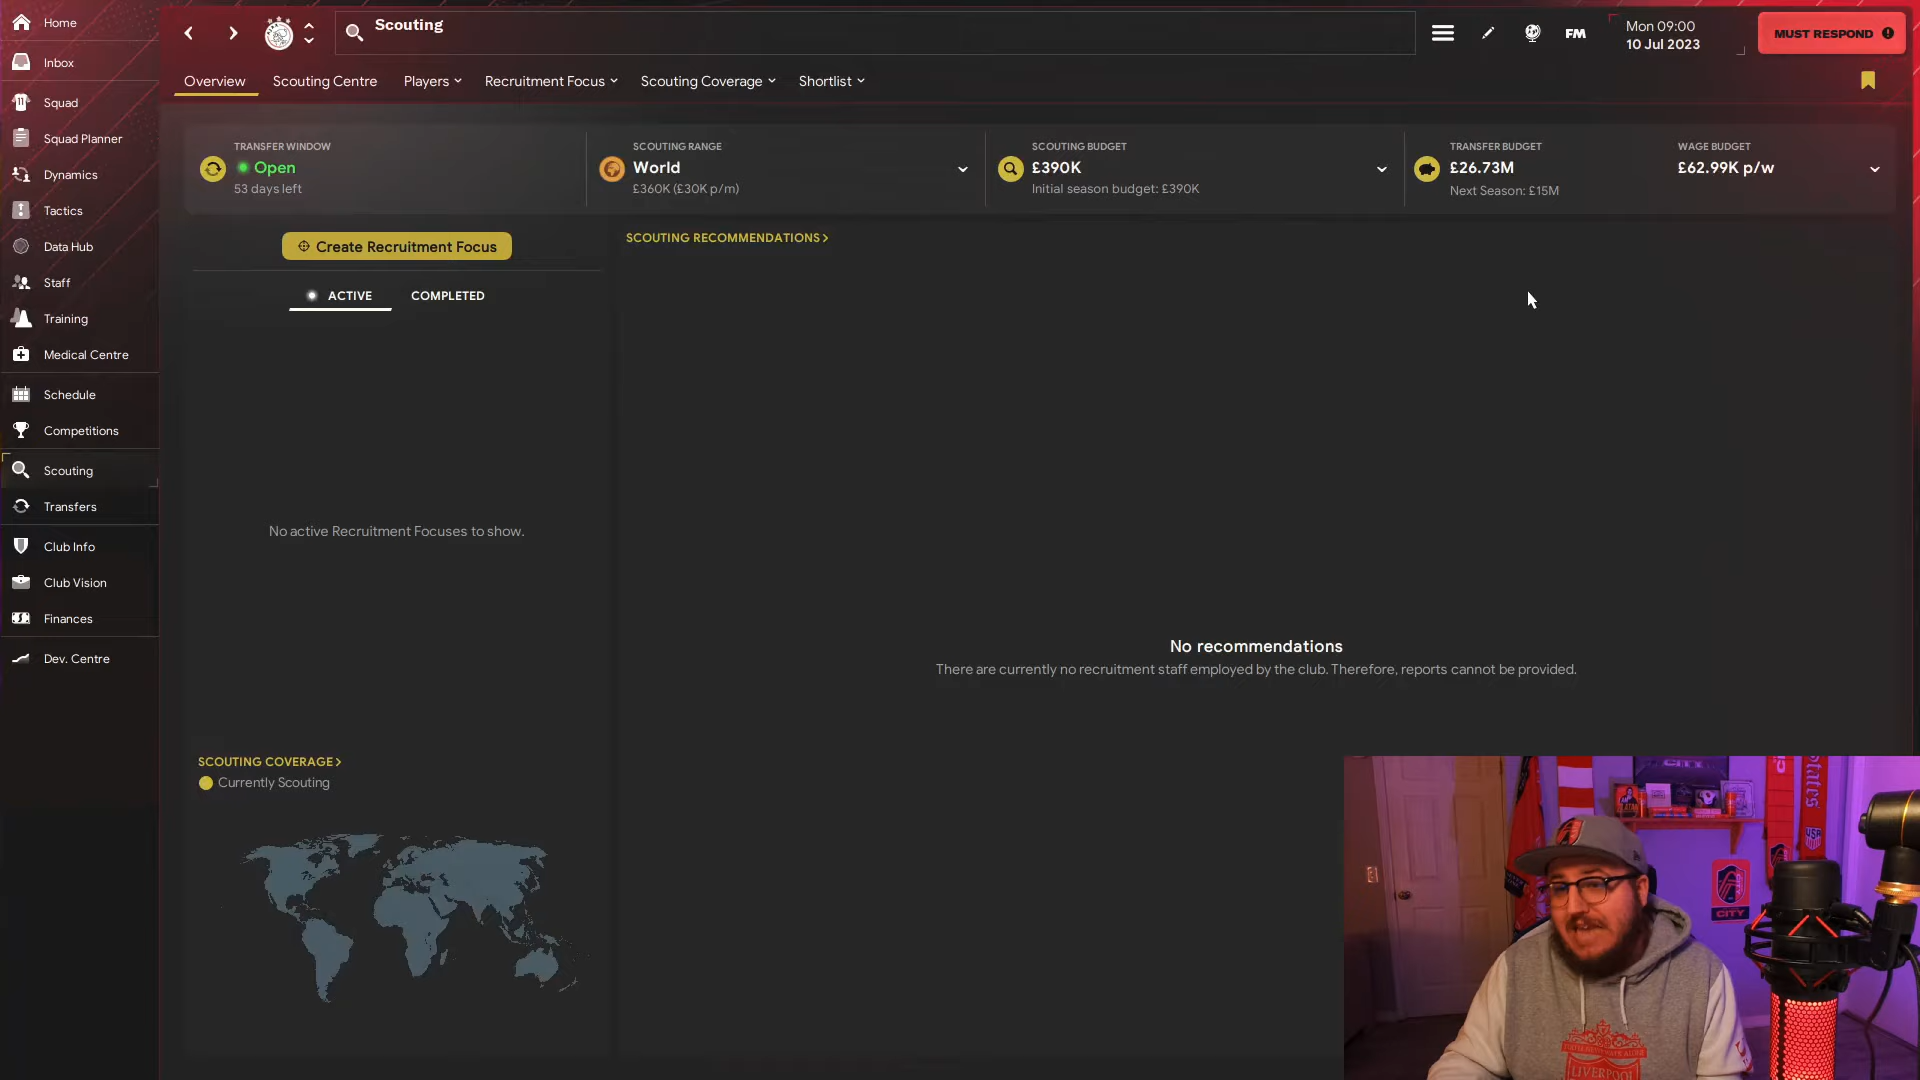 Home
Inbox
Squad
Squad Planner
Dynamics
Tactics
Data Hub
Staff
Training
Medical Centre
Schedule
Competitions
Scouting
Transfers
Club Info
Club Vision
Finances
Dev. Centre
Scouting
FM
Mon 09:00
10 Jul 2023
MUST RESPOND
Overview
Scouting Centre
Players
Recruitment Focus
Scouting Coverage
Shortlist
TRANSFER WINDOW
Open
53 days left
SCOUTING RANGE
World
£360K (£30K p/m)
SCOUTING BUDGET
£390K
Initial season budget: £390K
TRANSFER BUDGET
£26.73M
Next Season: £15M
WAGE BUDGET
£62.99K p/w
Create Recruitment Focus
ACTIVE
COMPLETED
No active Recruitment Focuses to show.
SCOUTING RECOMMENDATIONS >
No recommendations
There are currently no recruitment staff employed by the club. Therefore, reports cannot be provided.
SCOUTING COVERAGE >
Currently Scouting
CITY
States
USA
CITY
LIVERPOOL